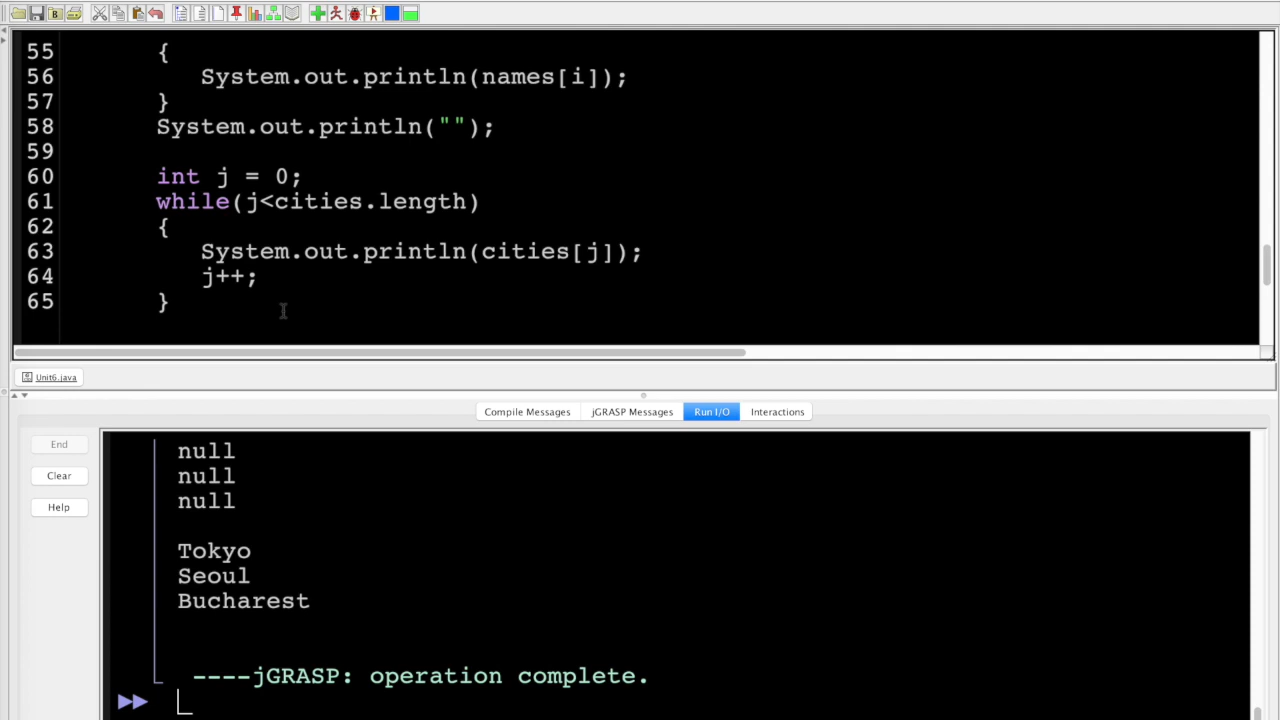 55 {
56 System.out.println(names[i]);
57 }
58 System.out.println("");
59
60 int j = 0;
61 while(j<cities.length)
62 {
63 System.out.println(cities[j]);
64 j++;
65 }
Unit6.java
Compile Messages jGRASP Messages Run I/O Interactions
End
Clear
Help
null
null
null
Tokyo
Seoul
Bucharest
----jGRASP: operation complete.